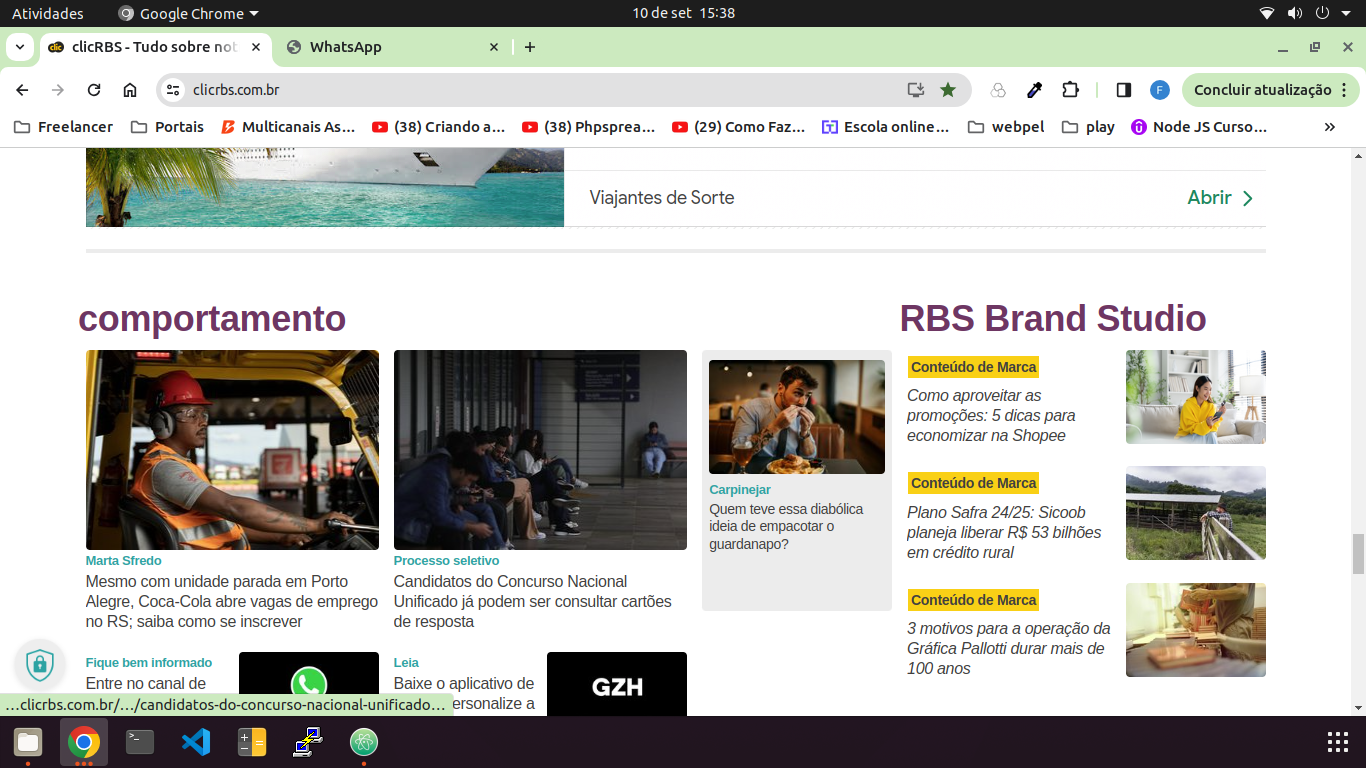 Atividades
Google Chrome
10 de set 15:38
clicRBS - Tudo sobre not
WhatsApp
clicrbs.com.br
F
Concluir atualização
Freelancer
Portais
Multicanais As…
(38) Criando a…
(38) Phpsprea…
(29) Como Faz…
Escola online…
webpel
play
Node JS Curso…
»
Viajantes de Sorte
Abrir
comportamento
Marta Sfredo
Mesmo com unidade parada em Porto
Alegre, Coca-Cola abre vagas de emprego
no RS; saiba como se inscrever
Processo seletivo
Candidatos do Concurso Nacional
Unificado já podem ser consultar cartões
de resposta
Carpinejar
Quem teve essa diabólica
ideia de empacotar o
guardanapo?
Fique bem informado
Entre no canal de
Leia
Baixe o aplicativo de
ersonalize a
GZH
RBS Brand Studio
Conteúdo de Marca
Como aproveitar as
promoções: 5 dicas para
economizar na Shopee
Conteúdo de Marca
Plano Safra 24/25: Sicoob
planeja liberar R$ 53 bilhões
em crédito rural
Conteúdo de Marca
3 motivos para a operação da
Gráfica Pallotti durar mais de
100 anos
…clicrbs.com.br/…/candidatos-do-concurso-nacional-unificado…